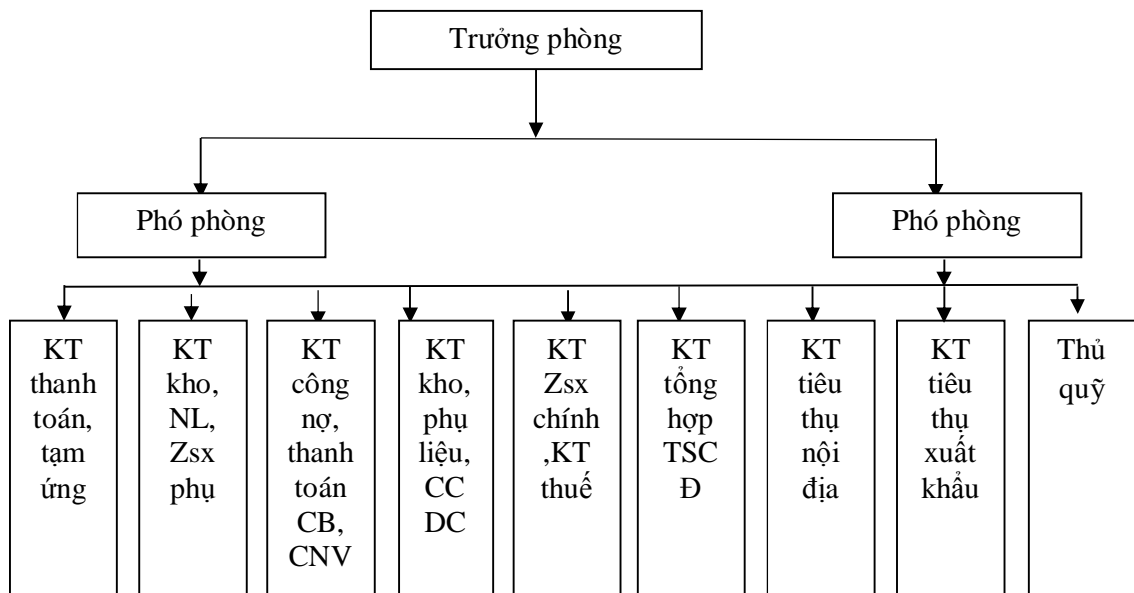 Trưởng phòng
Phó phòng
Phó phòng
KT
thanh
toán,
tạm
ứng
KT
kho,
NL,
Zsx
phụ
KT
công
nợ,
thanh
toán
CB,
CNV
KT
kho,
phụ
liệu,
CC
DC
KT
Zsx
chính
,KT
thuế
KT
tổng
hợp
TSC
Đ
KT
tiêu
thụ
nội
địa
KT
tiêu
thụ
xuất
khẩu
Thủ
quỹ